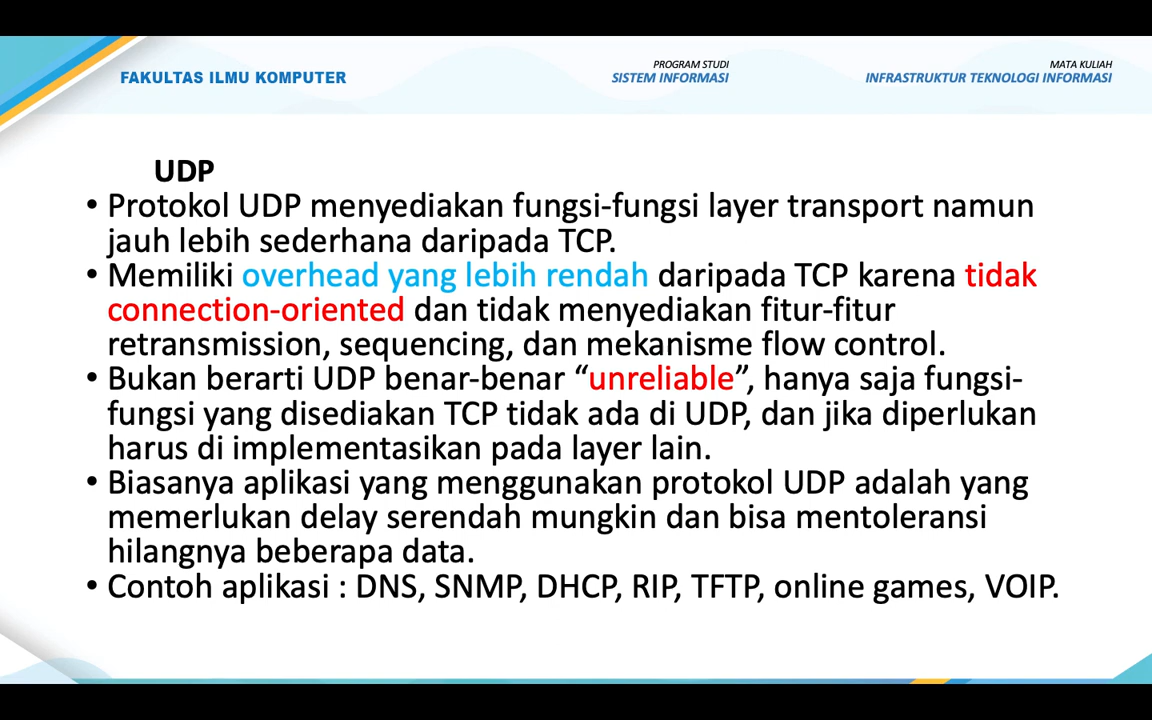 FAKULTAS ILMU KOMPUTER
PROGRAM STUDI
SISTEM INFORMASI
MATA KULIAH
INFRASTRUKTUR TEKNOLOGI INFORMASI
UDP
• Protokol UDP menyediakan fungsi-fungsi layer transport namun
jauh lebih sederhana daripada TCP.
• Memiliki overhead yang lebih rendah daripada TCP karena tidak
connection-oriented dan tidak menyediakan fitur-fitur
retransmission, sequencing, dan mekanisme flow control.
• Bukan berarti UDP benar-benar “unreliable”, hanya saja fungsi-
fungsi yang disediakan TCP tidak ada di UDP, dan jika diperlukan
harus di implementasikan pada layer lain.
• Biasanya aplikasi yang menggunakan protokol UDP adalah yang
memerlukan delay serendah mungkin dan bisa mentoleransi
hilangnya beberapa data.
• Contoh aplikasi : DNS, SNMP, DHCP, RIP, TFTP, online games, VOIP.